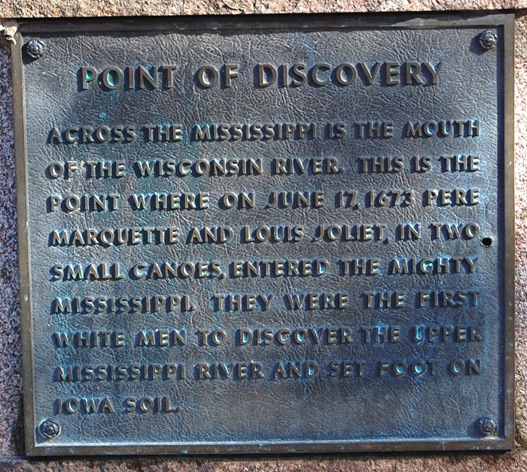 POINT OF DISCOVERY
ACROSS THE MISSISSIPPI IS THE MOUTH
OF THE WISCONSIN RIVER. THIS IS THE
POINT WHERE ON JUNE 17, 1673 PERE
MARQUETTE AND LOUIS JOLIET, IN TWO
SMALL CANOES, ENTERED THE MIGHTY
MISSISSIPPI. THEY WERE THE FIRST
WHITE MEN TO DISCOVER THE UPPER
MISSISSIPPI RIVER AND SET FOOT ON
IOWA SOIL.